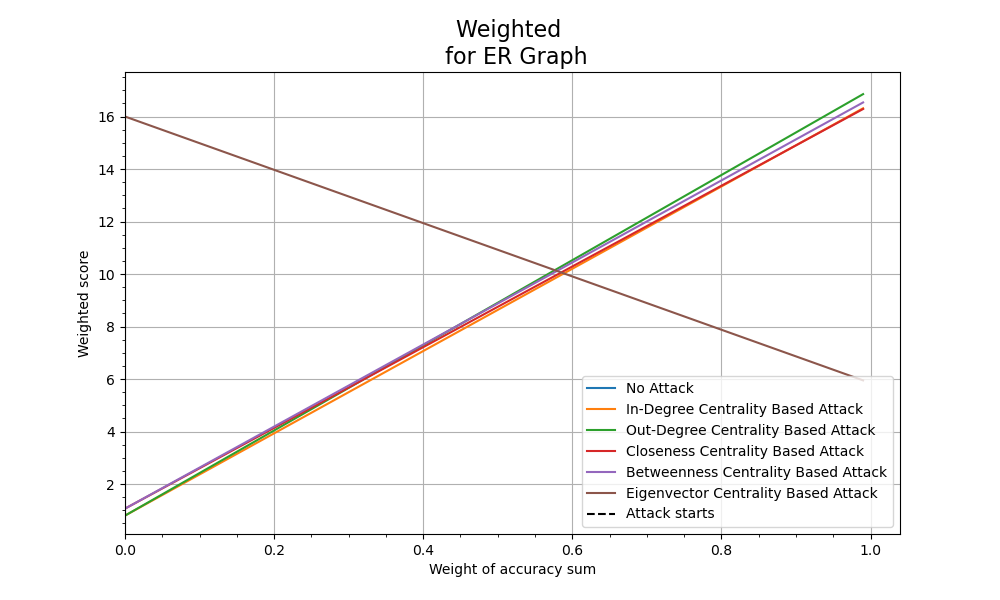 Weighted
for ER Graph
Weighted score
16
14
12
10
8
6
4
2
0.0
0.2
0.4
0.6
0.8
1.0
Weight of accuracy sum
No Attack
In-Degree Centrality Based Attack
Out-Degree Centrality Based Attack
Closeness Centrality Based Attack
Betweenness Centrality Based Attack
Eigenvector Centrality Based Attack
Attack starts